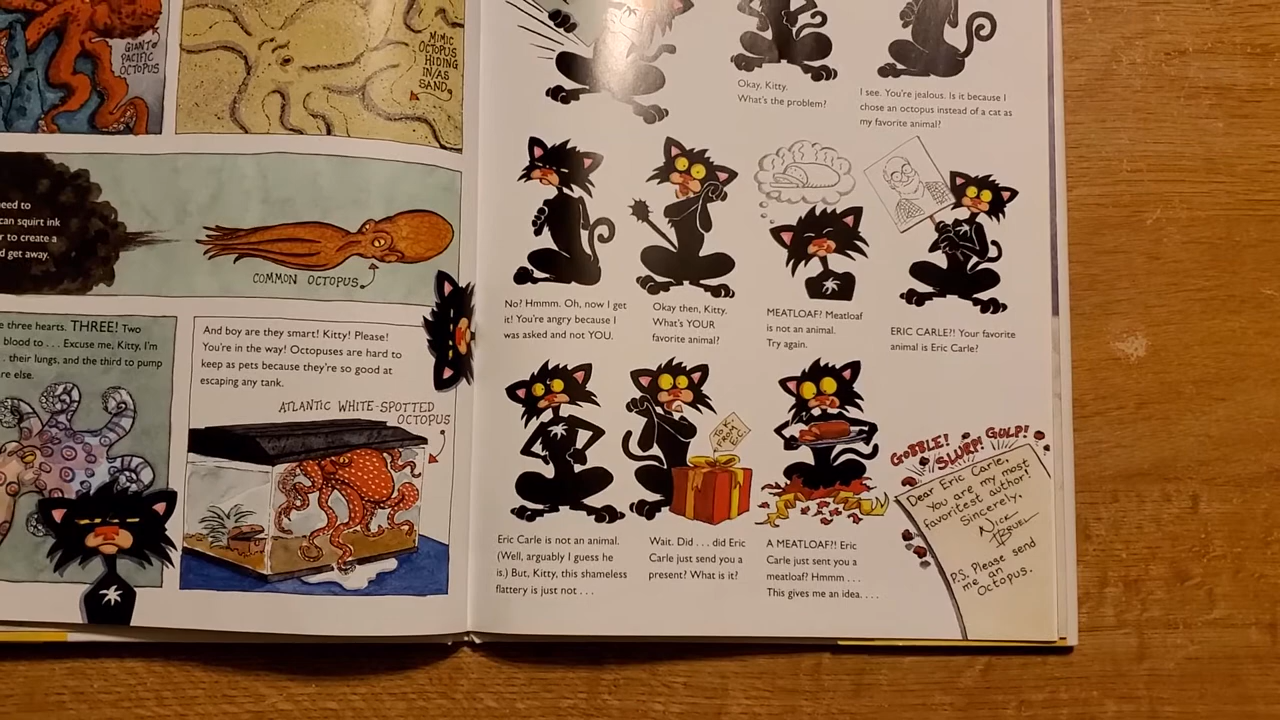 GIANT
PACIFIC
OCTOPUS
MIMIC
OCTOPUS
HIDING
IN/AS
SAND
need to
can squirt ink
r to create a
d get away.
COMMON OCTOPUS
e three hearts. THREE! Two
blood to . . . Excuse me, Kitty, I'm
. . their lungs, and the third to pump
re else.
And boy are they smart! Kitty! Please!
You're in the way! Octopuses are hard to
keep as pets because they're so good at
escaping any tank.
ATLANTIC WHITE-SPOTTED
OCTOPUS
Okay, Kitty.
What's the problem?
I see. You're jealous. Is it because I
chose an octopus instead of a cat as
my favorite animal?
No? Hmmm. Oh, now I get
it! You're angry because I
was asked and not YOU.
Okay then, Kitty.
What's YOUR
favorite animal?
MEATLOAF? Meatloaf
is not an animal.
Try again.
ERIC CARLE?! Your favorite
animal is Eric Carle?
TO K.
FROM
E.C.
Eric Carle is not an animal.
(Well, arguably I guess he
is.) But, Kitty, this shameless
flattery is just not . . .
Wait. Did . . . did Eric
Carle just send you a
present? What is it?
A MEATLOAF?! Eric
Carle just sent you a
meatloaf? Hmmm . . .
This gives me an idea. . . .
GOBBLE! SLURP! GULP!
Dear Eric Carle,
You are my most
favoritest author!
Sincerely,
Nick
Bruel
P.S. Please send
me an
Octopus.